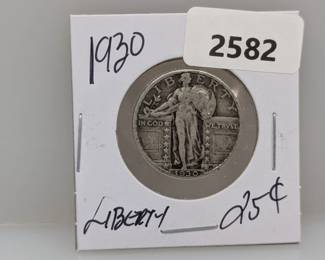 1930
2582
LIBERTY
IN GOD WE TRUST
1930
LIBERTY 25¢